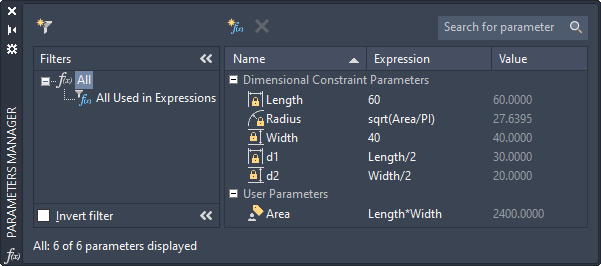 Search for parameter
Filters
All
All Used in Expressions
Invert filter
Name Expression Value
Dimensional Constraint Parameters
Length 60 60.0000
Radius sqrt(Area/PI) 27.6395
Width 40 40.0000
d1 Length/2 30.0000
d2 Width/2 20.0000
User Parameters
Area Length*Width 2400.0000
All: 6 of 6 parameters displayed
PARAMETERS MANAGER
f(x)